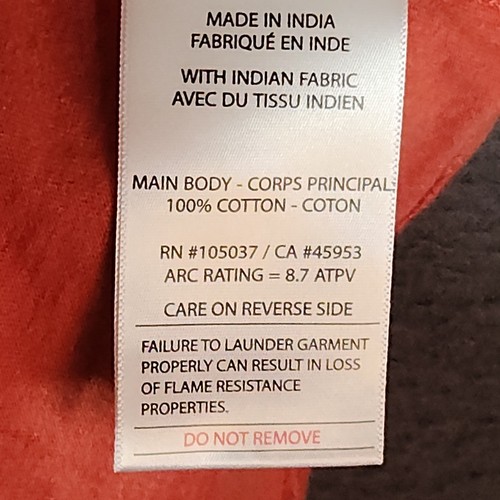 MADE IN INDIA
FABRIQUÉ EN INDE
WITH INDIAN FABRIC
AVEC DU TISSU INDIEN
MAIN BODY - CORPS PRINCIPAL
100% COTTON - COTON
RN #105037 / CA #45953
ARC RATING = 8.7 ATPV
CARE ON REVERSE SIDE
FAILURE TO LAUNDER GARMENT
PROPERLY CAN RESULT IN LOSS
OF FLAME RESISTANCE
PROPERTIES.
DO NOT REMOVE